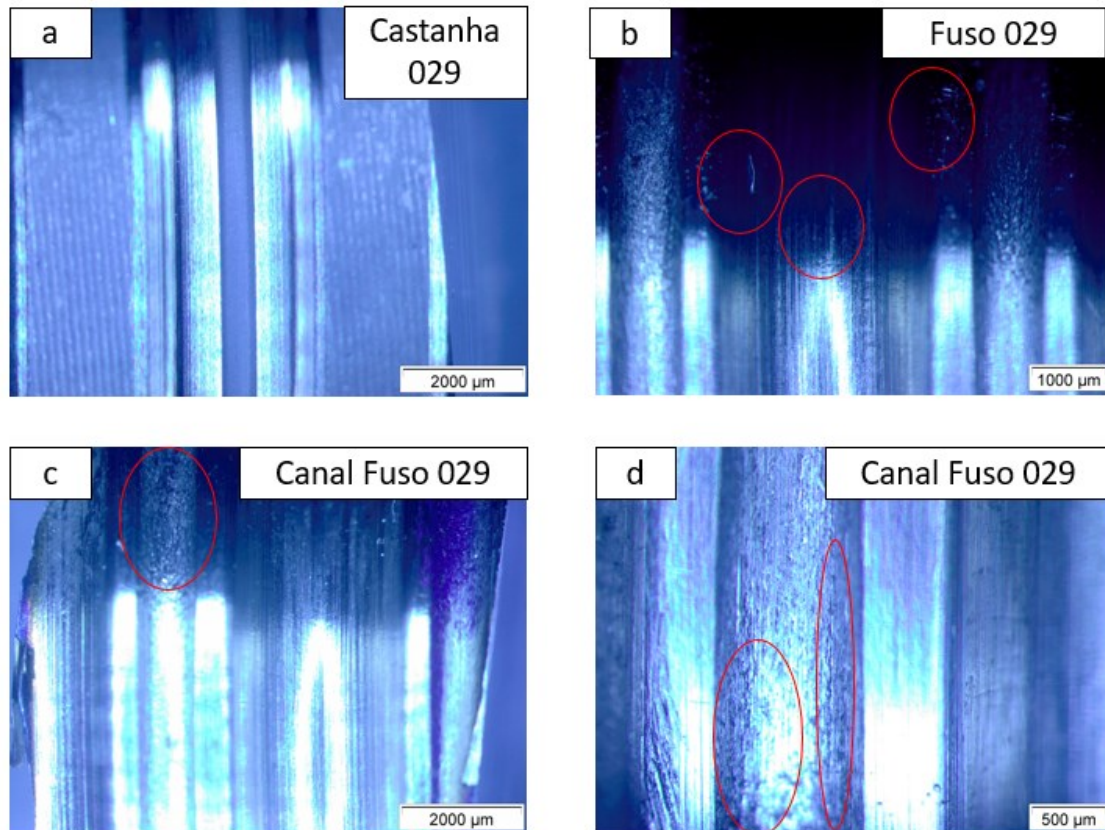 a
Castanha
029
2000 µm
b
Fuso 029
1000 µm
c
Canal Fuso 029
2000 µm
d
Canal Fuso 029
500 µm